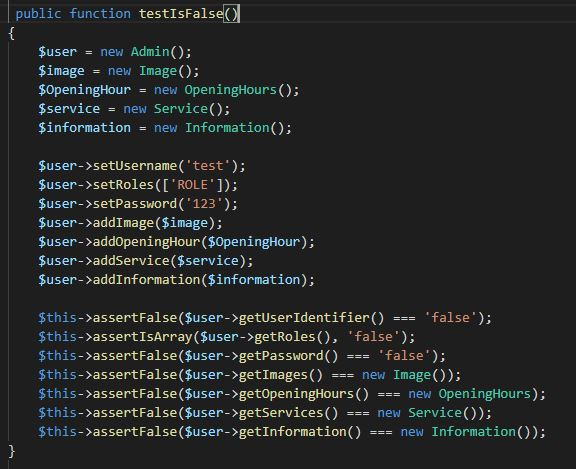 public function testIsFalse()
{
$user = new Admin();
$image = new Image();
$OpeningHour = new OpeningHours();
$service = new Service();
$information = new Information();
$user->setUsername('test');
$user->setRoles(['ROLE']);
$user->setPassword('123');
$user->addImage($image);
$user->addOpeningHour($OpeningHour);
$user->addService($service);
$user->addInformation($information);
$this->assertFalse($user->getUserIdentifier() === 'false');
$this->assertIsArray($user->getRoles(), 'false');
$this->assertFalse($user->getPassword() === 'false');
$this->assertFalse($user->getImages() === new Image());
$this->assertFalse($user->getOpeningHours() === new OpeningHours);
$this->assertFalse($user->getServices() === new Service());
$this->assertFalse($user->getInformation() === new Information());
}